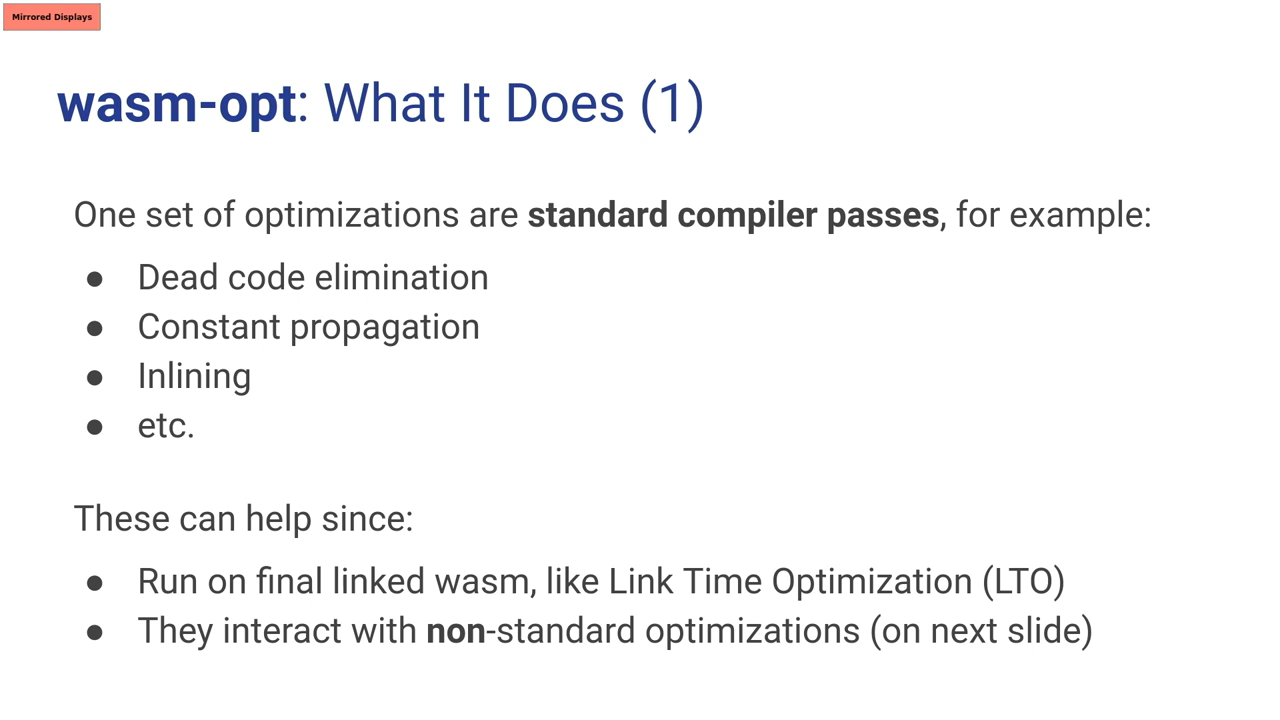 Mirrored Displays
wasm-opt: What It Does (1)
One set of optimizations are standard compiler passes, for example:
● Dead code elimination
● Constant propagation
● Inlining
● etc.
These can help since:
● Run on final linked wasm, like Link Time Optimization (LTO)
● They interact with non-standard optimizations (on next slide)